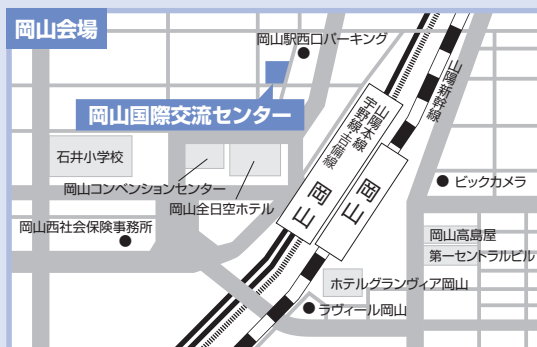 岡山会場
岡山駅西口パーキング
岡山国際交流センター
石井小学校
岡山コンベンションセンター
岡山全日空ホテル
岡山西社会保険事務所
山陽本線
宇野線・吉備線
岡山
岡山
山陽新幹線
ビックカメラ
岡山高島屋
第一セントラルビル
ホテルグランヴィア岡山
ラヴィール岡山